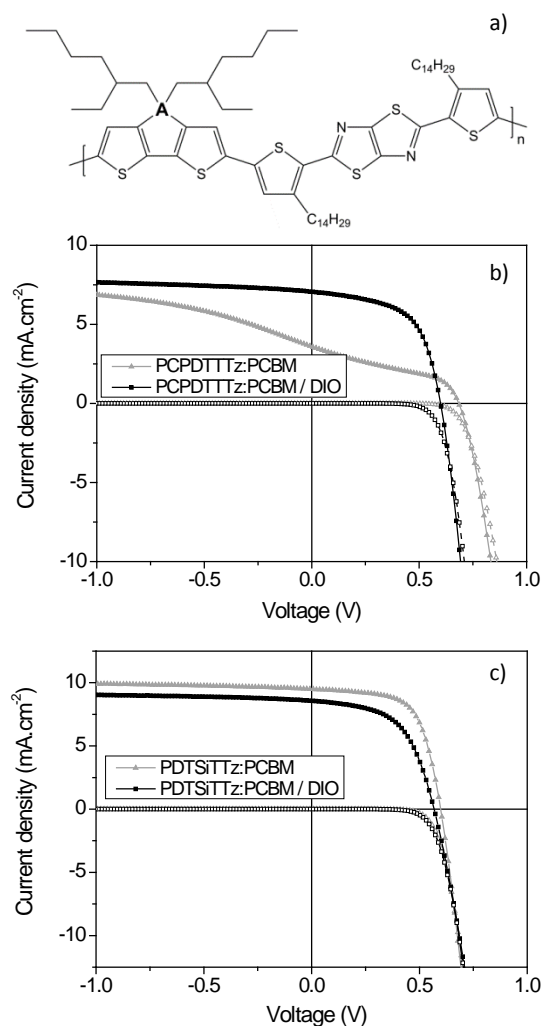 a)
C14H29
A
S
N
S
S
S
S
S
N
n
C14H29
b)
10
5
0
-5
-10
Current density (mA.cm-2)
PCPDTTTz:PCBM
PCPDTTTz:PCBM / DIO
-1.0 -0.5 0.0 0.5 1.0
Voltage (V)
c)
15
10
5
0
-5
-10
Current density (mA.cm-2)
PDTSiTTz:PCBM
PDTSiTTz:PCBM / DIO
-1.0 -0.5 0.0 0.5 1.0
Voltage (V)